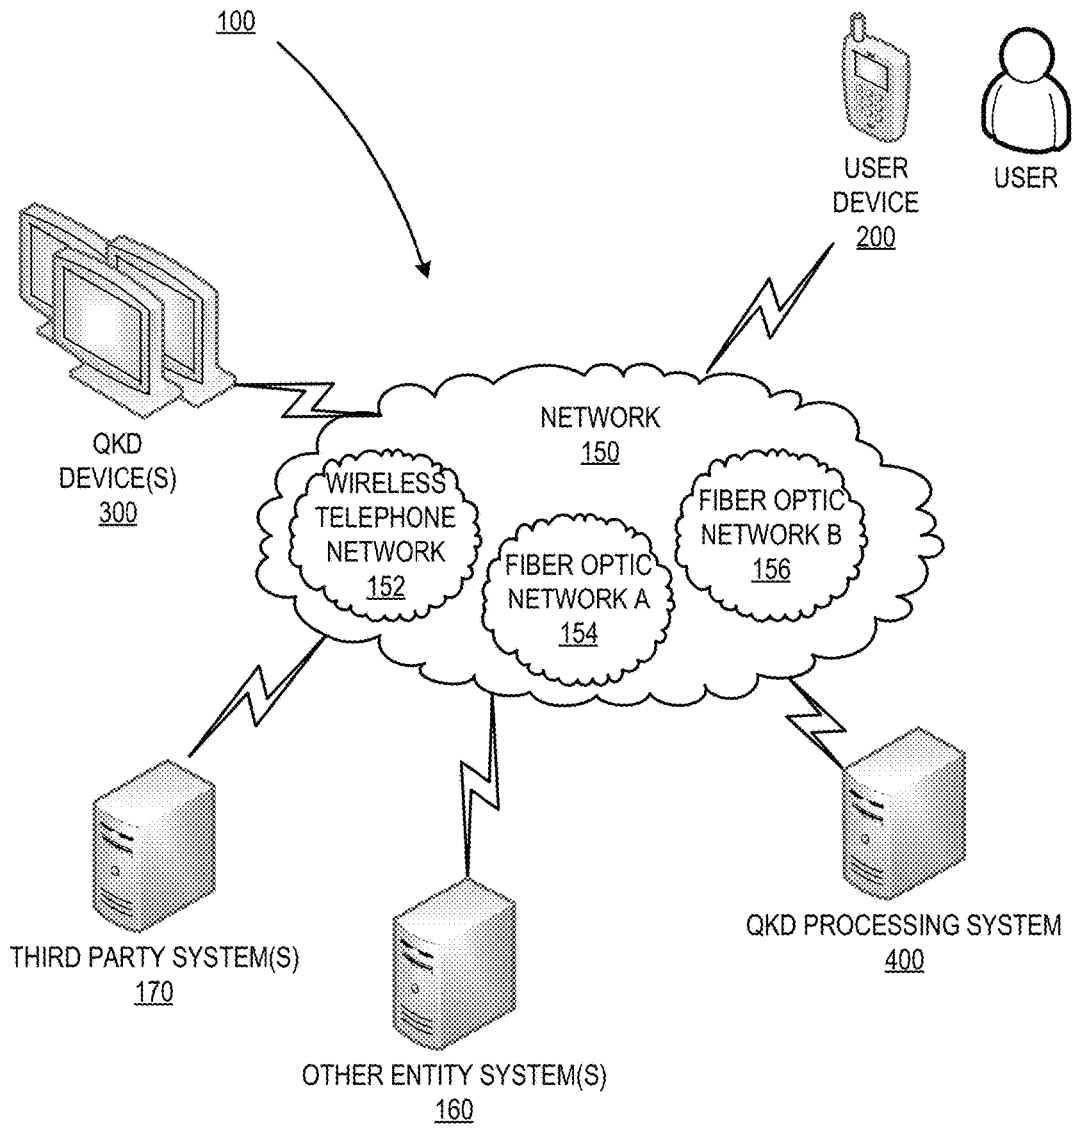 100
USER
DEVICE
200
USER
QKD
DEVICE(S)
300
NETWORK
150
WIRELESS
TELEPHONE
NETWORK
152
FIBER OPTIC
NETWORK A
154
FIBER OPTIC
NETWORK B
156
THIRD PARTY SYSTEM(S)
170
OTHER ENTITY SYSTEM(S)
160
QKD PROCESSING SYSTEM
400